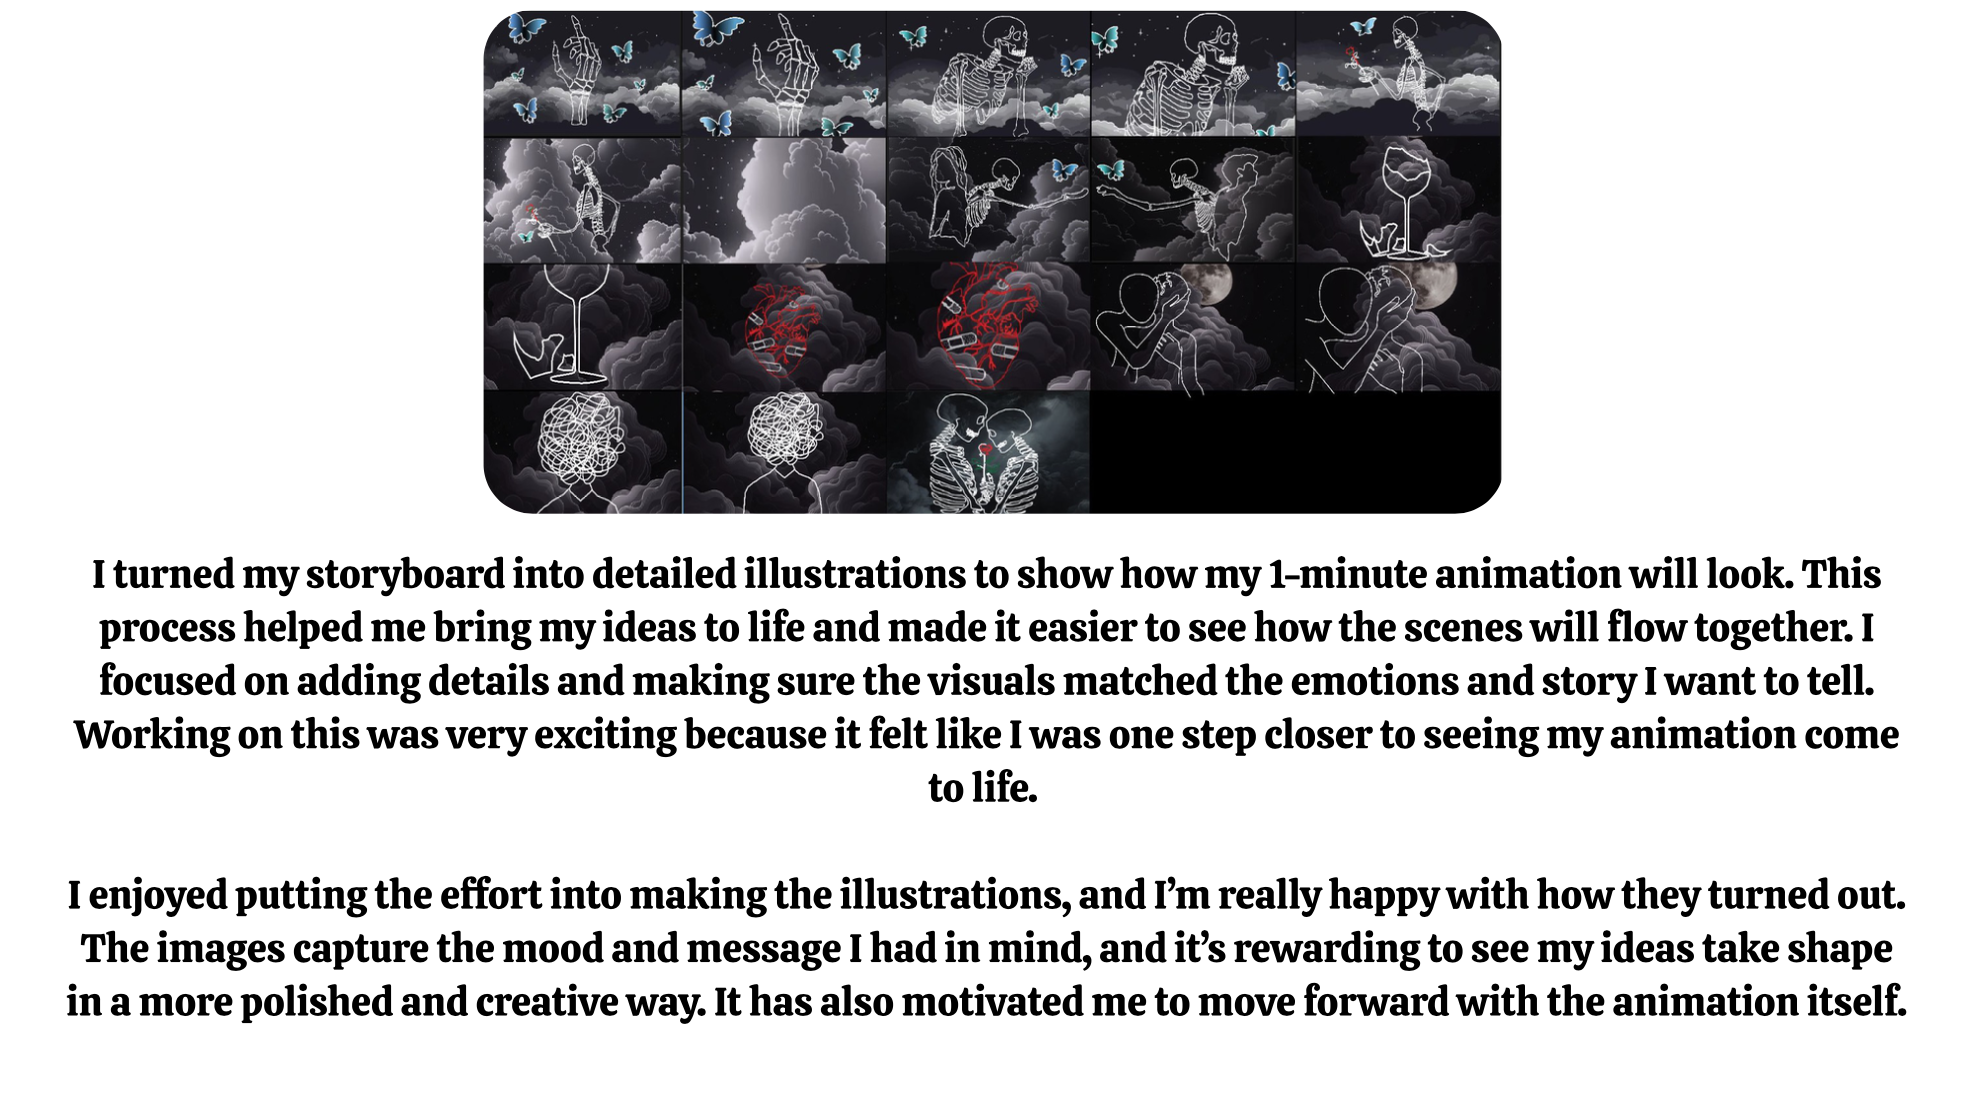 I turned my storyboard into detailed illustrations to show how my 1-minute animation will look. This
process helped me bring my ideas to life and made it easier to see how the scenes will flow together. I
focused on adding details and making sure the visuals matched the emotions and story I want to tell.
Working on this was very exciting because it felt like I was one step closer to seeing my animation come
to life.
I enjoyed putting the effort into making the illustrations, and I’m really happy with how they turned out.
The images capture the mood and message I had in mind, and it’s rewarding to see my ideas take shape
in a more polished and creative way. It has also motivated me to move forward with the animation itself.